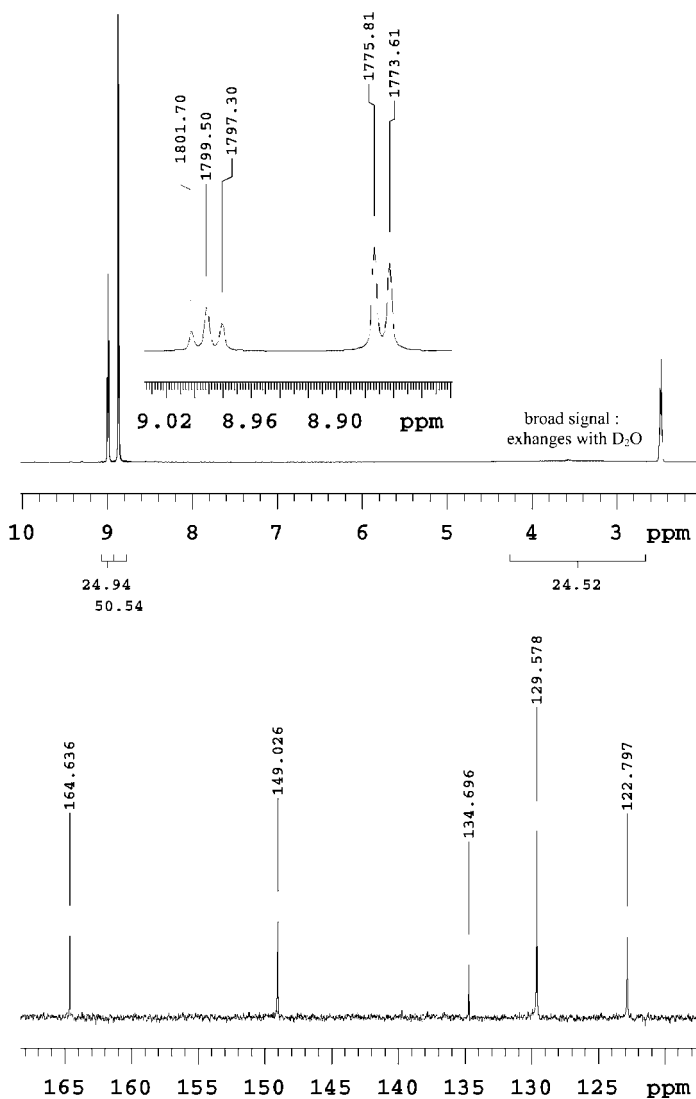 1801.70
1799.50
1797.30
1775.81
1773.61
9.02 8.96 8.90 ppm
broad signal :
exhanges with D₂O
10 9 8 7 6 5 4 3 ppm
24.94
50.54
24.52
164.636
149.026
134.696
129.578
122.797
165 160 155 150 145 140 135 130 125 ppm